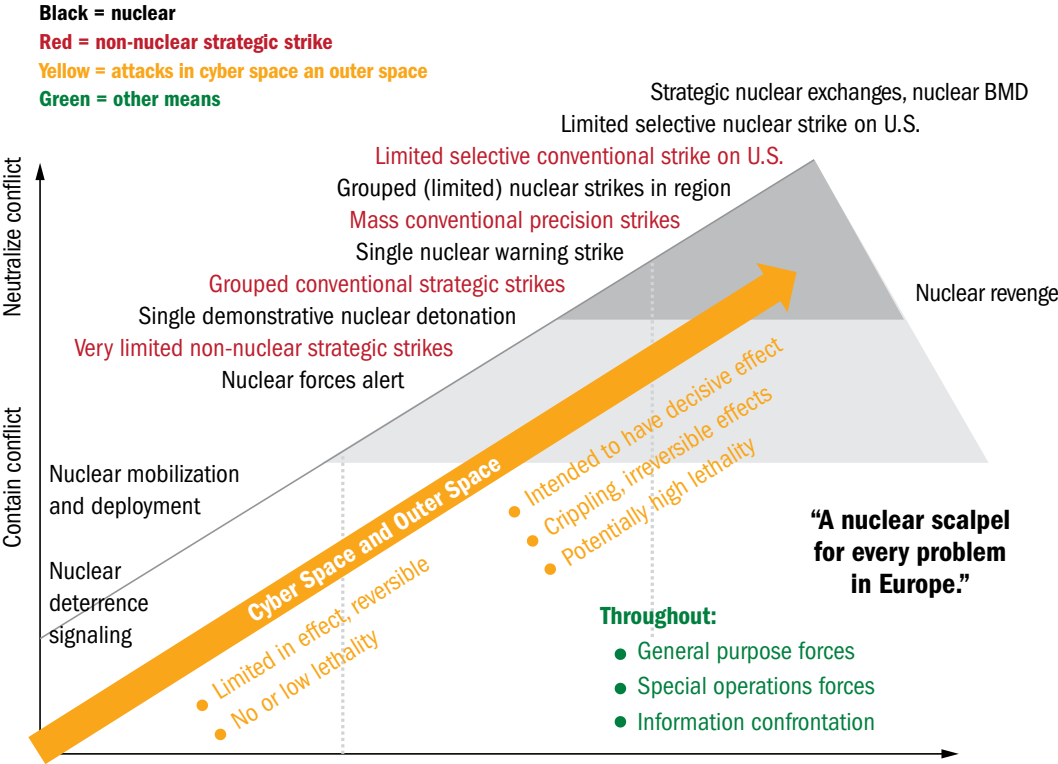 Black = nuclear
Red = non-nuclear strategic strike
Yellow = attacks in cyber space an outer space
Green = other means
Strategic nuclear exchanges, nuclear BMD
Limited selective nuclear strike on U.S.
Limited selective conventional strike on U.S.
Grouped (limited) nuclear strikes in region
Mass conventional precision strikes
Single nuclear warning strike
Grouped conventional strategic strikes
Single demonstrative nuclear detonation
Very limited non-nuclear strategic strikes
Nuclear forces alert
Nuclear mobilization
and deployment
Nuclear
deterrence
signaling
Neutralize conflict
Contain conflict
Nuclear revenge
Cyber Space and Outer Space
• Limited in effect, reversible
• No or low lethality
• Intended to have decisive effect
• Crippling, irreversible effects
• Potentially high lethality
“A nuclear scalpel
for every problem
in Europe.”
Throughout:
• General purpose forces
• Special operations forces
• Information confrontation